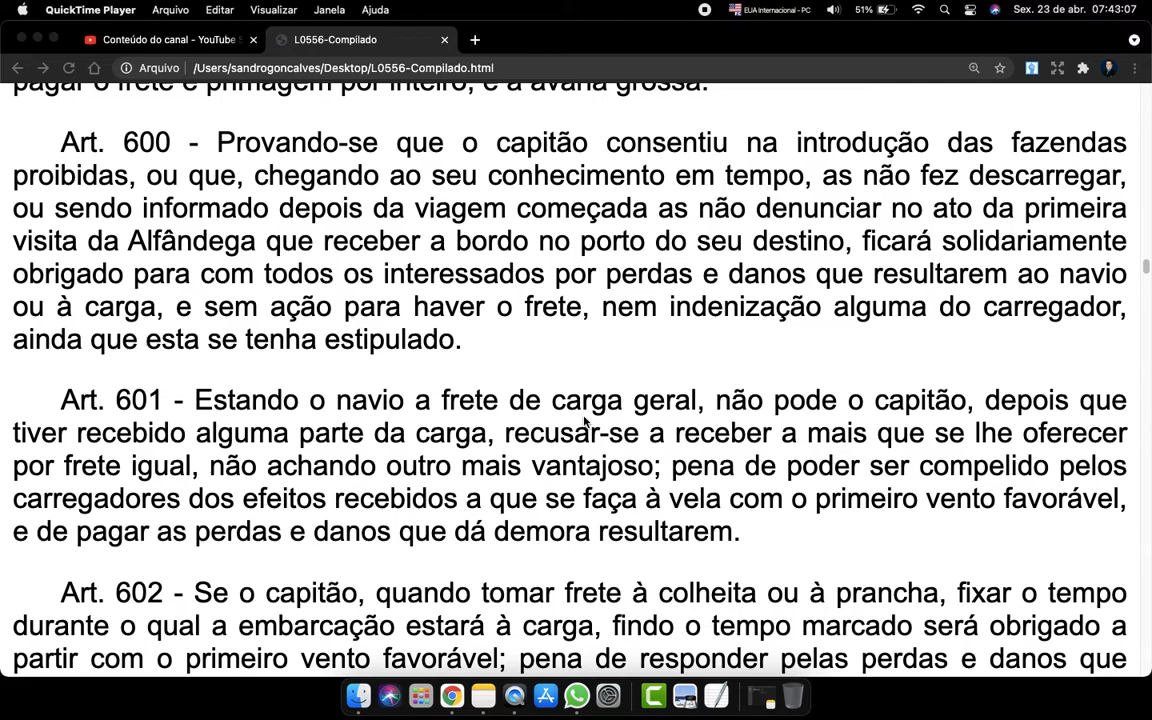 QuickTime Player Arquivo Editar Visualizar Janela Ajuda EUA Internacional - PC 51% Sex. 23 de abr. 07:43:07
Conteúdo do canal - YouTube S L0556-Compilado
Arquivo /Users/sandrogoncalves/Desktop/L0556-Compilado.html
pagar o frete e primagem por inteiro, e a avaria grossa.
Art. 600 - Provando-se que o capitão consentiu na introdução das fazendas
proibidas, ou que, chegando ao seu conhecimento em tempo, as não fez descarregar,
ou sendo informado depois da viagem começada as não denunciar no ato da primeira
visita da Alfândega que receber a bordo no porto do seu destino, ficará solidariamente
obrigado para com todos os interessados por perdas e danos que resultarem ao navio
ou à carga, e sem ação para haver o frete, nem indenização alguma do carregador,
ainda que esta se tenha estipulado.
Art. 601 - Estando o navio a frete de carga geral, não pode o capitão, depois que
tiver recebido alguma parte da carga, recusar-se a receber a mais que se lhe oferecer
por frete igual, não achando outro mais vantajoso; pena de poder ser compelido pelos
carregadores dos efeitos recebidos a que se faça à vela com o primeiro vento favorável,
e de pagar as perdas e danos que dá demora resultarem.
Art. 602 - Se o capitão, quando tomar frete à colheita ou à prancha, fixar o tempo
durante o qual a embarcação estará à carga, findo o tempo marcado será obrigado a
partir com o primeiro vento favorável; pena de responder pelas perdas e danos que